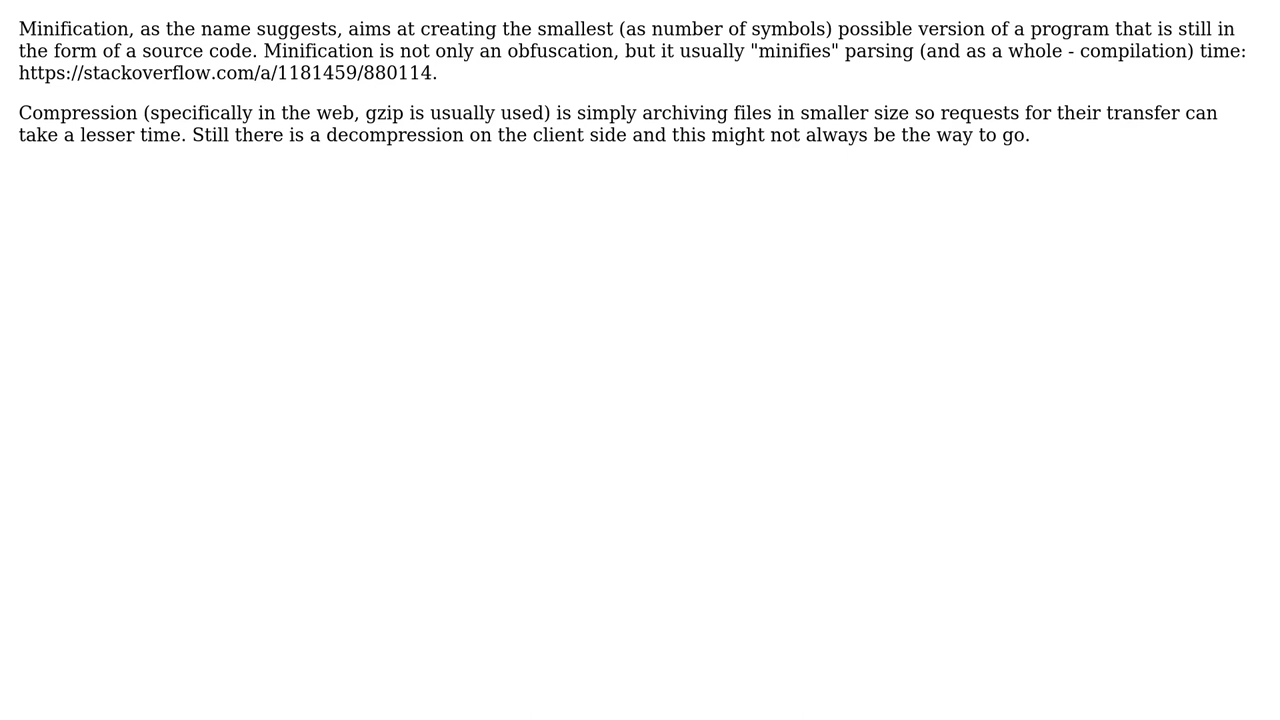 Minification, as the name suggests, aims at creating the smallest (as number of symbols) possible version of a program that is still in
the form of a source code. Minification is not only an obfuscation, but it usually "minifies" parsing (and as a whole - compilation) time:
https://stackoverflow.com/a/1181459/880114.
Compression (specifically in the web, gzip is usually used) is simply archiving files in smaller size so requests for their transfer can
take a lesser time. Still there is a decompression on the client side and this might not always be the way to go.